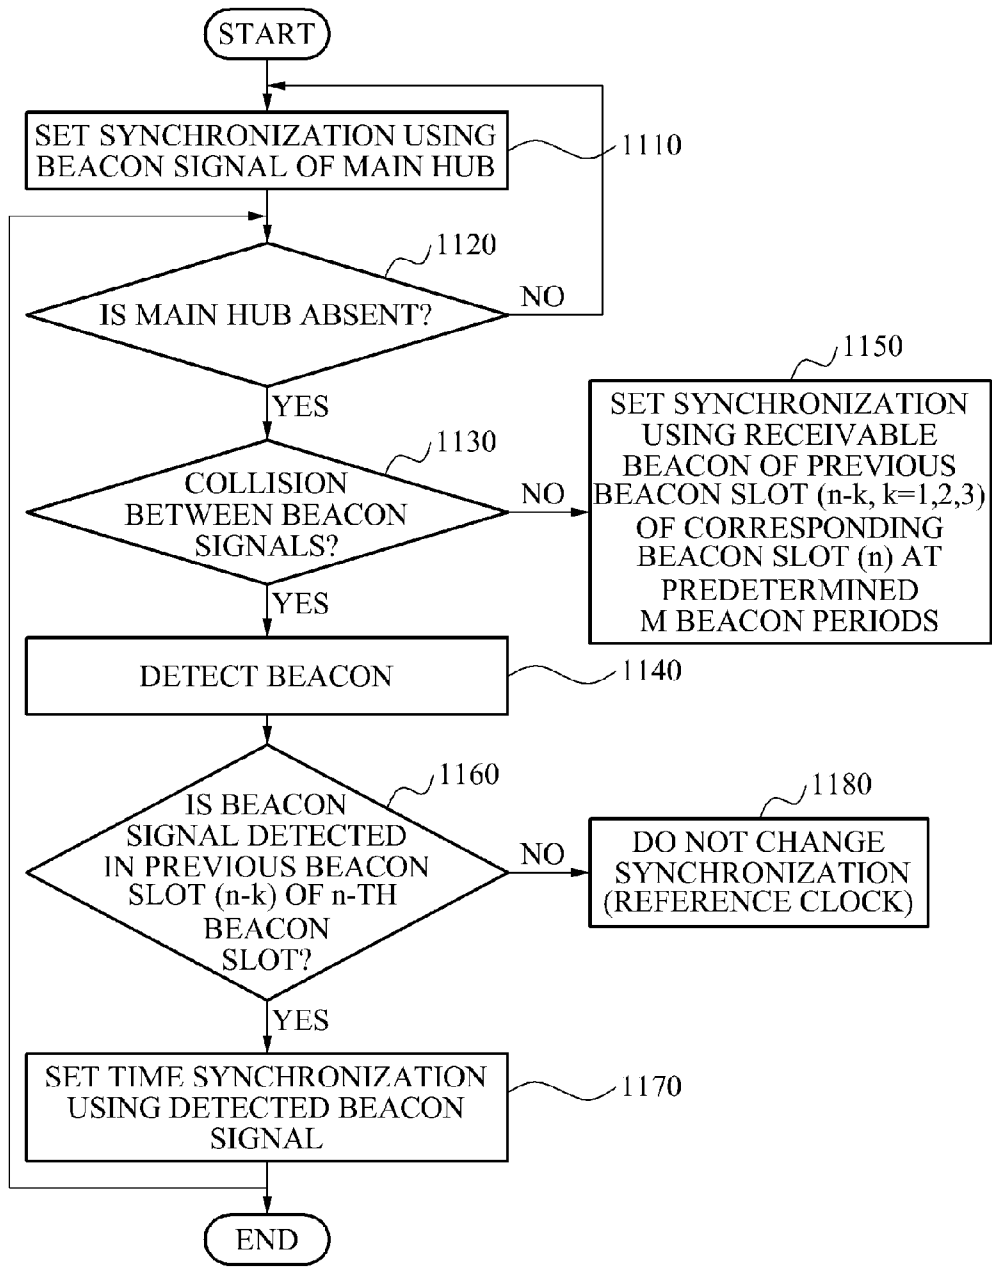 START
SET SYNCHRONIZATION USING
BEACON SIGNAL OF MAIN HUB
1110
1120
IS MAIN HUB ABSENT?
NO
YES
1130
COLLISION
BETWEEN BEACON
SIGNALS?
NO
1150
SET SYNCHRONIZATION
USING RECEIVABLE
BEACON OF PREVIOUS
BEACON SLOT (n-k, k=1,2,3)
OF CORRESPONDING
BEACON SLOT (n) AT
PREDETERMINED
M BEACON PERIODS
YES
DETECT BEACON
1140
1160
IS BEACON
SIGNAL DETECTED
IN PREVIOUS BEACON
SLOT (n-k) OF n-TH
BEACON
SLOT?
NO
1180
DO NOT CHANGE
SYNCHRONIZATION
(REFERENCE CLOCK)
YES
SET TIME SYNCHRONIZATION
USING DETECTED BEACON
SIGNAL
1170
END